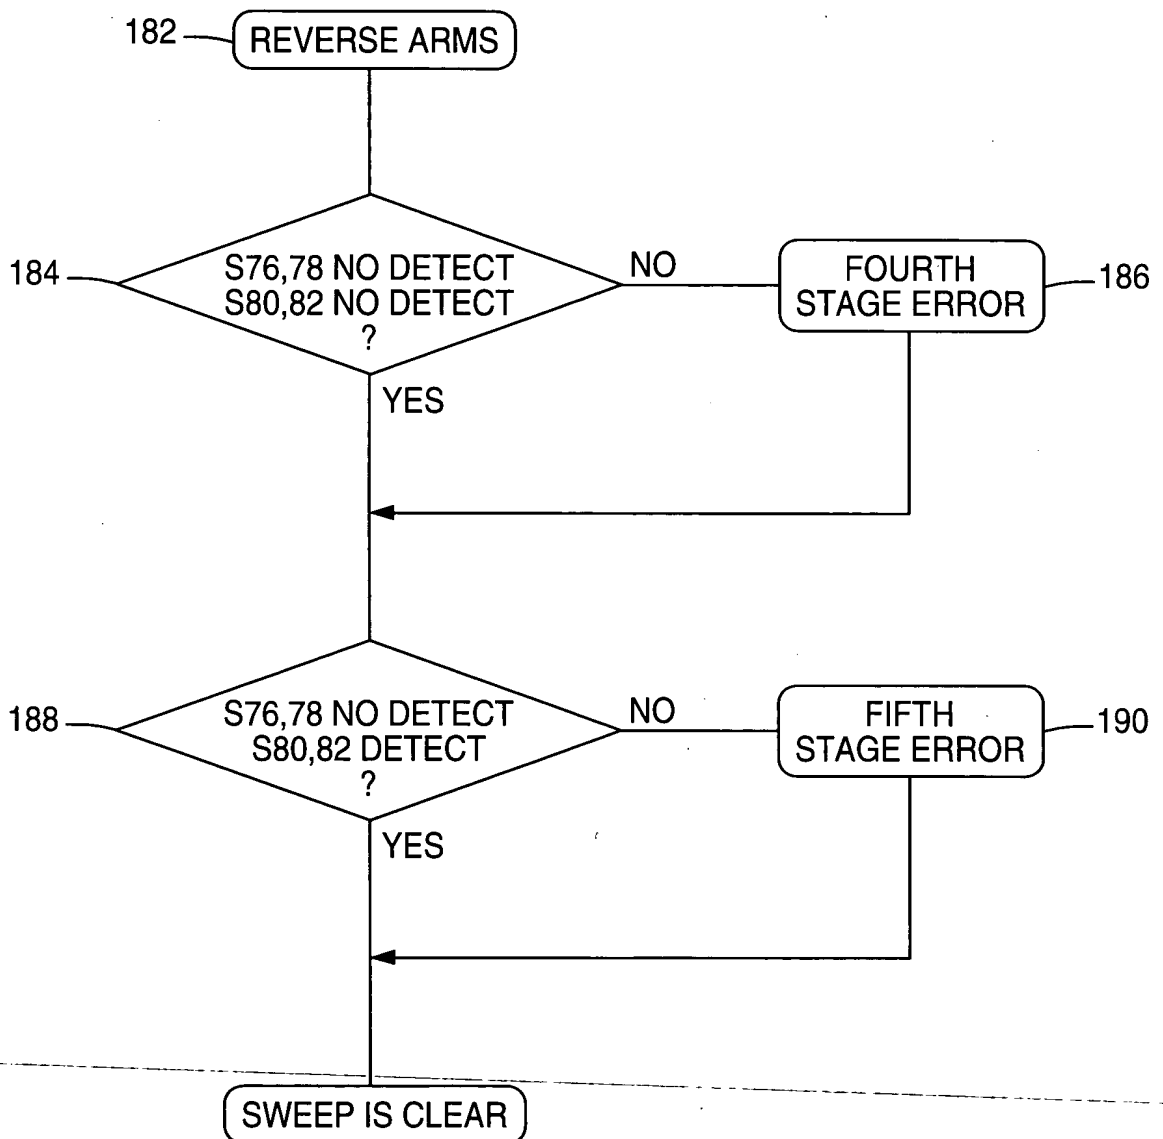 182
REVERSE ARMS
184
S76,78 NO DETECT
S80,82 NO DETECT
?
NO
FOURTH
STAGE ERROR
186
YES
188
S76,78 NO DETECT
S80,82 DETECT
?
NO
FIFTH
STAGE ERROR
190
YES
SWEEP IS CLEAR